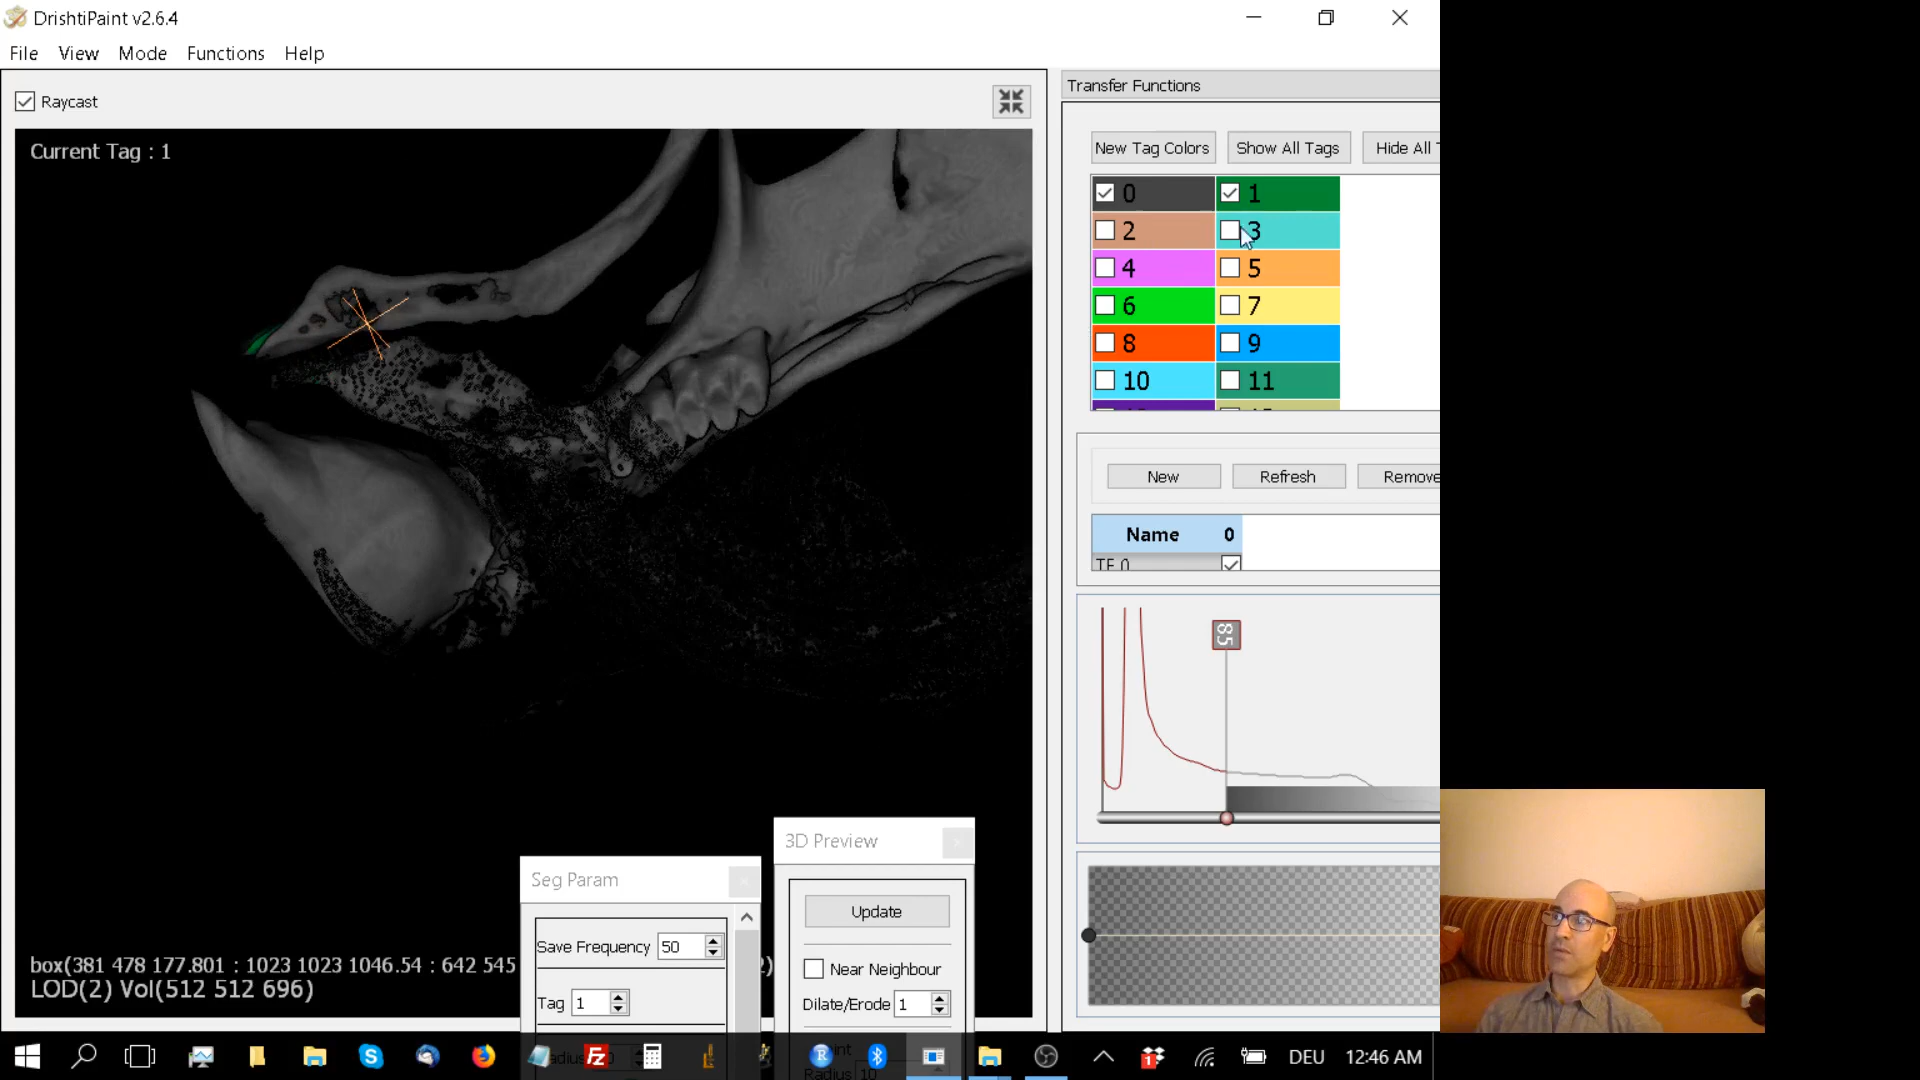 DrishtiPaint v2.6.4
File View Mode Functions Help
Raycast
Current Tag : 1
box(381 478 177.801 : 1023 1023 1046.54 : 642 545
LOD(2) Vol(512 512 696)
Seg Param
Save Frequency 50
Tag 1
3D Preview
Update
Near Neighbour
Dilate/Erode 1
Radius 10
Transfer Functions
New Tag Colors Show All Tags Hide All
0 1
2 3
4 5
6 7
8 9
10 11
New Refresh Remove
Name 0
TF 0
85
DEU 12:46 AM